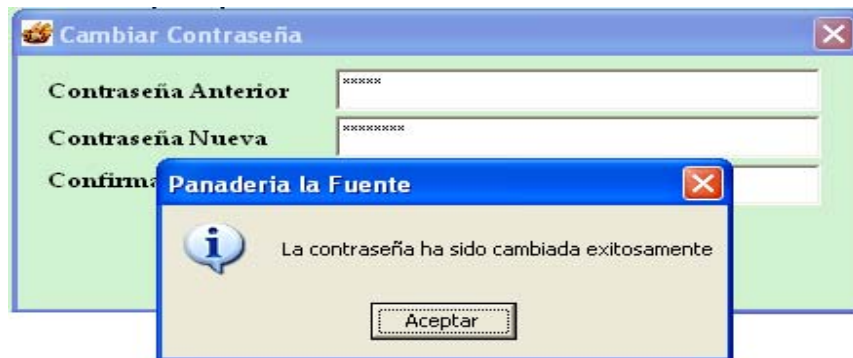 Cambiar Contraseña
Contraseña Anterior *****
Contraseña Nueva ********
Confirma
Panaderia la Fuente
La contraseña ha sido cambiada exitosamente
Aceptar